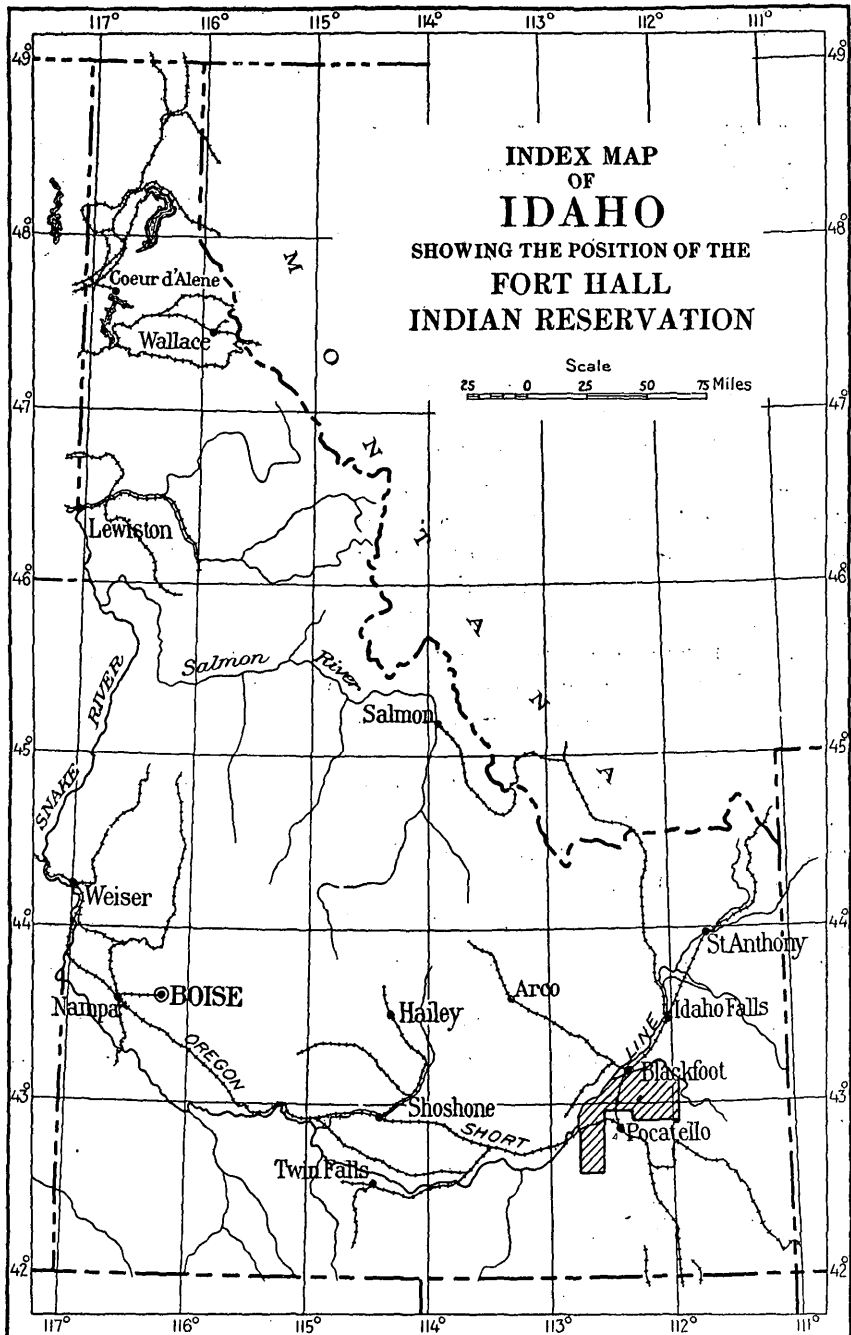 117° 116° 115° 114° 113° 112° 111°
49° 49°
INDEX MAP
OF
IDAHO
SHOWING THE POSITION OF THE
FORT HALL
INDIAN RESERVATION
Scale
25 0 25 50 75 Miles
48° 48°
MONTANA
Coeur d'Alene
Wallace
47° 47°
Lewiston
46° 46°
Salmon River
SNAKE RIVER
Salmon
45° 45°
Weiser
44° 44°
St Anthony
Nampa
BOISE
Hailey
Arco
Idaho Falls
OREGON SHORT LINE
Blackfoot
43° 43°
Shoshone
Pocatello
Twin Falls
42° 42°
117° 116° 115° 114° 113° 112° 111°